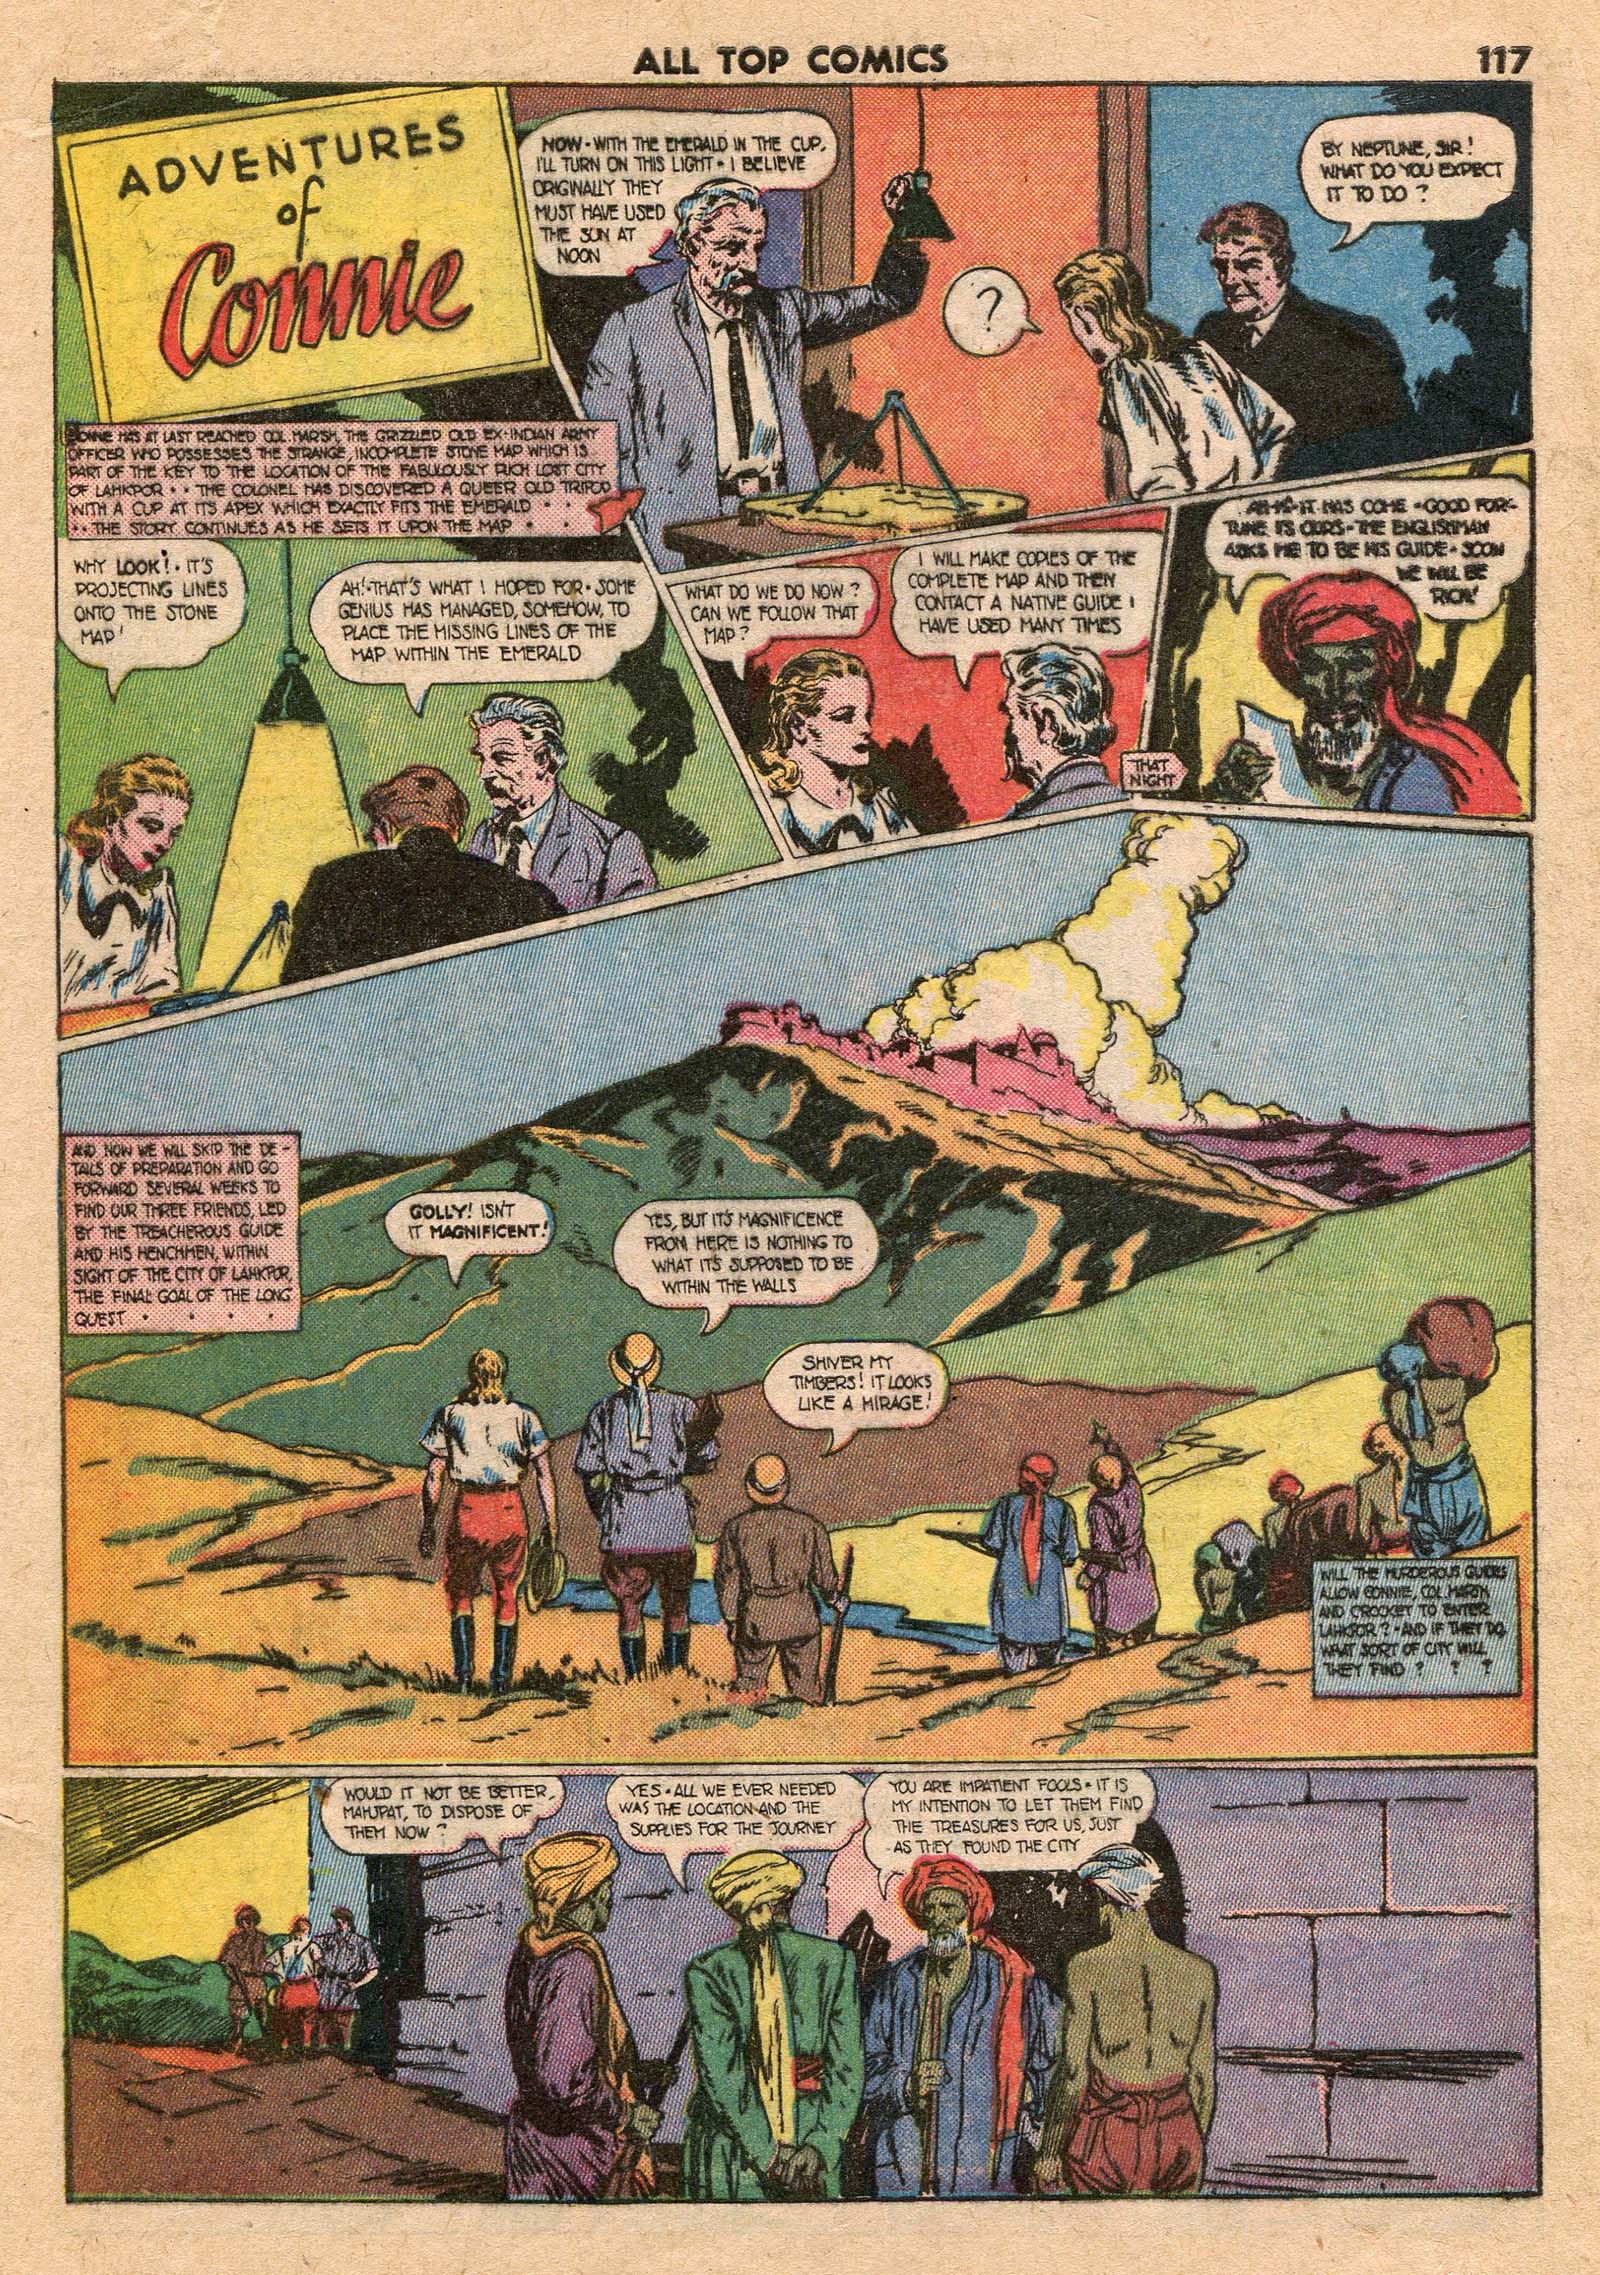 ALL TOP COMICS
117
ADVENTURES
of
Connie
CONNIE HAS AT LAST REACHED COL. MARSH, THE GRIZZLED OLD EX-INDIAN ARMY
OFFICER WHO POSSESSES THE STRANGE, INCOMPLETE STONE MAP WHICH IS
PART OF THE KEY TO THE LOCATION OF THE FABULOUSLY RICH LOST CITY
OF LAHKPOR • • THE COLONEL HAS DISCOVERED A QUEER OLD TRIPOD
WITH A CUP AT ITS APEX WHICH EXACTLY FITS THE EMERALD • •
• • THE STORY CONTINUES AS HE SETS IT UPON THE MAP • •
NOW - WITH THE EMERALD IN THE CUP,
I'LL TURN ON THIS LIGHT - I BELIEVE
ORIGINALLY THEY
MUST HAVE USED
THE SUN AT
NOON
?
BY NEPTUNE, SIR!
WHAT DO YOU EXPECT
IT TO DO?
WHY LOOK! - IT'S
PROJECTING LINES
ONTO THE STONE
MAP!
AH! - THAT'S WHAT I HOPED FOR - SOME
GENIUS HAS MANAGED, SOMEHOW, TO
PLACE THE MISSING LINES OF THE
MAP WITHIN THE EMERALD
WHAT DO WE DO NOW?
CAN WE FOLLOW THAT
MAP?
I WILL MAKE COPIES OF THE
COMPLETE MAP AND THEN
CONTACT A NATIVE GUIDE I
HAVE USED MANY TIMES
THAT
NIGHT
AH-H - IT HAS COME - GOOD FOR-
TUNE IS OURS - THE ENGLISHMAN
ASKS ME TO BE HIS GUIDE - SOON
WE WILL BE
RICH!
AND NOW WE WILL SKIP THE DE-
TAILS OF PREPARATION AND GO
FORWARD SEVERAL WEEKS TO
FIND OUR THREE FRIENDS, LED
BY THE TREACHEROUS GUIDE
AND HIS HENCHMEN, WITHIN
SIGHT OF THE CITY OF LAHKPOR,
THE FINAL GOAL OF THE LONG
QUEST • • • •
GOLLY! ISN'T
IT MAGNIFICENT!
YES, BUT IT'S MAGNIFICENCE
FROM HERE IS NOTHING TO
WHAT IT'S SUPPOSED TO BE
WITHIN THE WALLS
SHIVER MY
TIMBERS! IT LOOKS
LIKE A MIRAGE!
WILL THE MURDEROUS GUIDES
ALLOW CONNIE, COL. MARSH
AND CROCKET TO ENTER
LAHKPOR? - AND IF THEY DO,
WHAT SORT OF CITY WILL
THEY FIND? ? ?
WOULD IT NOT BE BETTER,
MAHJPAT, TO DISPOSE OF
THEM NOW?
YES - ALL WE EVER NEEDED
WAS THE LOCATION AND THE
SUPPLIES FOR THE JOURNEY
YOU ARE IMPATIENT FOOLS - IT IS
MY INTENTION TO LET THEM FIND
THE TREASURES FOR US, JUST
AS THEY FOUND THE CITY